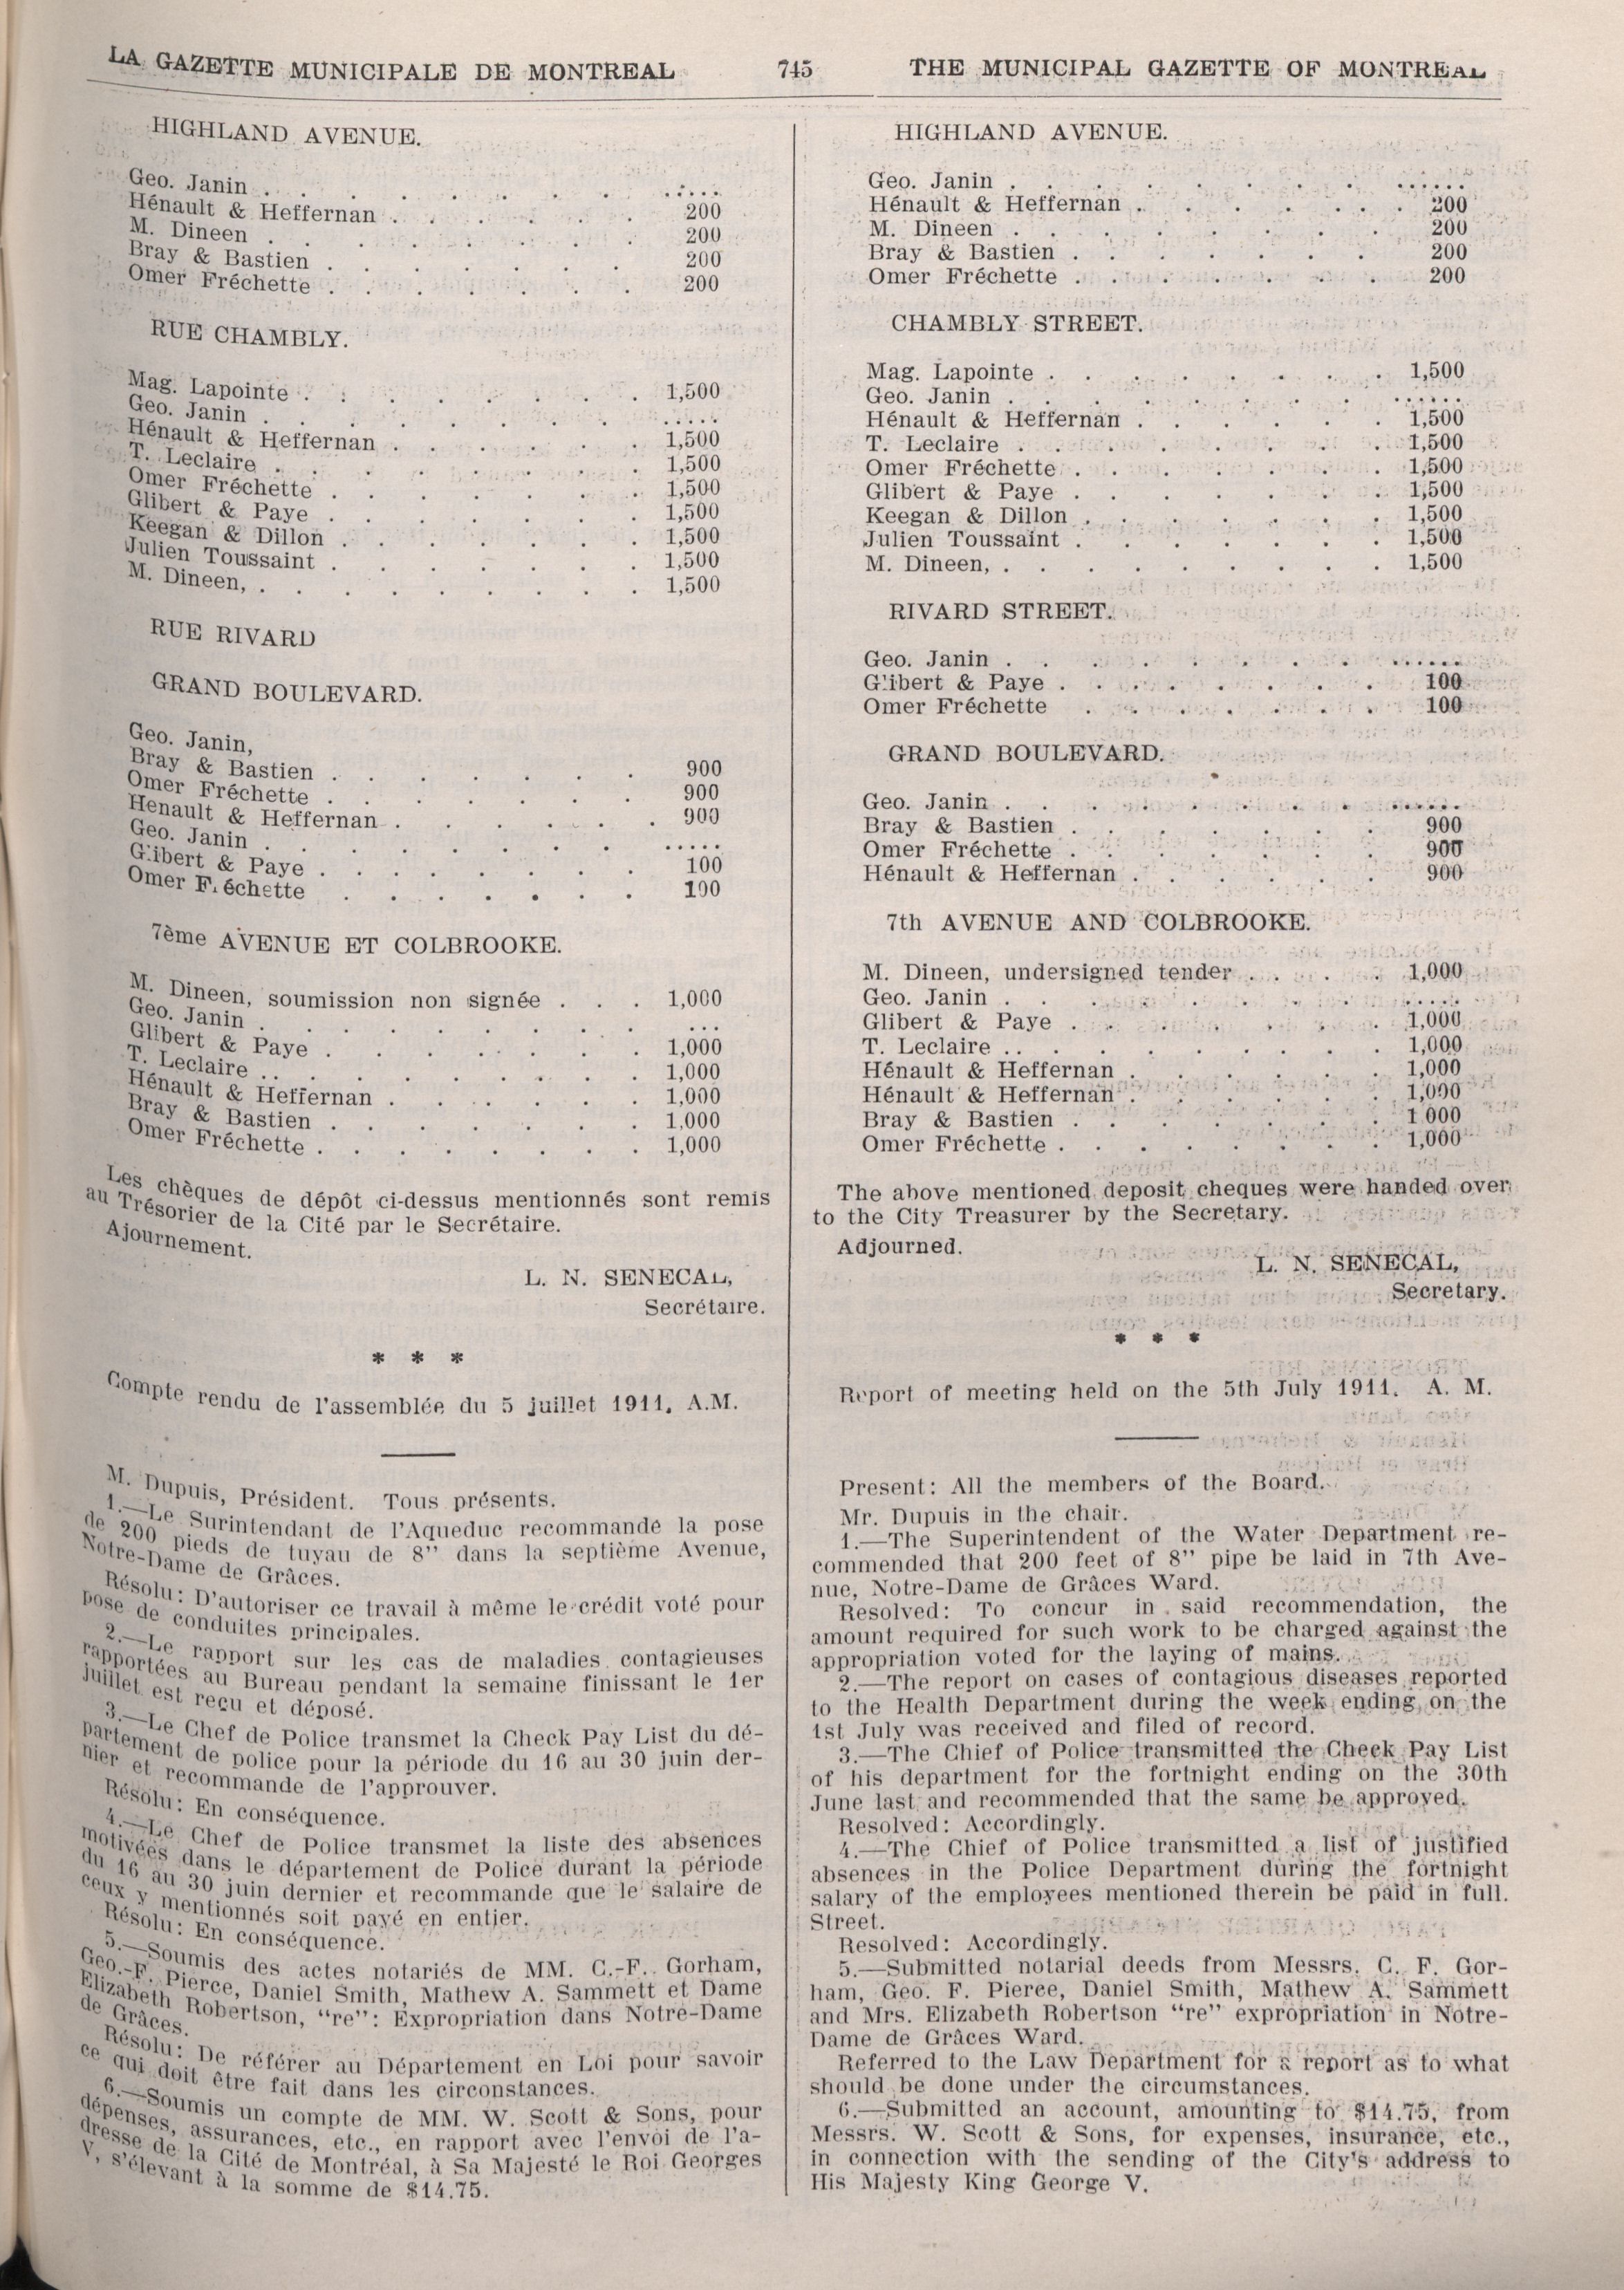 LA GAZETTE MUNICIPALE DE MONTREAL 745 THE MUNICIPAL GAZETTE OF MONTREAL
HIGHLAND AVENUE.
Geo. Janin . . . . . . . . .....
Hénault & Heffernan . . . . . . 200
M. Dineen . . . . . . . . 200
Bray & Bastien . . . . . . . 200
Omer Fréchette . . . . . . . 200
RUE CHAMBLY.
Mag. Lapointe . . . . . . . . 1,500
Geo. Janin . . . . . . . . .....
Hénault & Heffernan . . . . . . 1,500
T. Leclaire . . . . . . . . 1,500
Omer Fréchette . . . . . . . 1,500
Glibert & Paye . . . . . . . 1,500
Keegan & Dillon . . . . . . . 1,500
Julien Toussaint . . . . . . . 1,500
M. Dineen, . . . . . . . . 1,500
RUE RIVARD
GRAND BOULEVARD.
Geo. Janin,
Bray & Bastien . . . . . . . 900
Omer Fréchette . . . . . . . 900
Henault & Heffernan . . . . . . 900
Geo. Janin . . . . . . . . .....
G'ibert & Paye . . . . . . . 100
Omer F.échette . . . . . . . 100
7ème AVENUE ET COLBROOKE.
M. Dineen, soumission non signée . . . 1,000
Geo. Janin . . . . . . . . ...
Glibert & Paye . . . . . . . 1,000
T. Leclaire . . . . . . . . 1,000
Hénault & Heffernan . . . . . . 1,000
Bray & Bastien . . . . . . . 1,000
Omer Fréchette . . . . . . . 1,000
Les chèques de dépôt ci-dessus mentionnés sont remis
au Trésorier de la Cité par le Secrétaire.
Ajournement.
L. N. SENECAL,
Secrétaire.
* * *
Compte rendu de l'assemblée du 5 juillet 1911. A.M.
M. Dupuis, Président. Tous présents.
1.—Le Surintendant de l'Aqueduc recommande la pose
de 200 pieds de tuyau de 8” dans la septième Avenue,
Notre-Dame de Grâces.
Résolu: D'autoriser ce travail à même le crédit voté pour
pose de conduites principales.
2.—Le rapport sur les cas de maladies contagieuses
rapportées au Bureau pendant la semaine finissant le 1er
juillet est reçu et déposé.
3.—Le Chef de Police transmet la Check Pay List du dé-
partement de police pour la période du 16 au 30 juin der-
nier et recommande de l'approuver.
Résolu: En conséquence.
4.—Le Chef de Police transmet la liste des absences
motivées dans le département de Police durant la période
du 16 au 30 juin dernier et recommande que le salaire de
ceux y mentionnés soit payé en entier.
Résolu: En conséquence.
5.—Soumis des actes notariés de MM. C.-F. Gorham,
Geo.-F. Pierce, Daniel Smith, Mathew A. Sammett et Dame
Elizabeth Robertson, “re”: Expropriation dans Notre-Dame
de Grâces.
Résolu: De référer au Département en Loi pour savoir
ce qui doit être fait dans les circonstances.
6.—Soumis un compte de MM. W. Scott & Sons, pour
dépenses, assurances, etc., en rapport avec l'envoi de l'a-
dresse de la Cité de Montréal, à Sa Majesté le Roi Georges
V, s'élevant à la somme de $14.75.
HIGHLAND AVENUE.
Geo. Janin . . . . . . . . ......
Hénault & Heffernan . . . . . . 200
M. Dineen . . . . . . . . 200
Bray & Bastien . . . . . . . 200
Omer Fréchette . . . . . . . 200
CHAMBLY STREET.
Mag. Lapointe . . . . . . . . 1,500
Geo. Janin . . . . . . . . ......
Hénault & Heffernan . . . . . . 1,500
T. Leclaire . . . . . . . . 1,500
Omer Fréchette . . . . . . . 1,500
Glibert & Paye . . . . . . . 1,500
Keegan & Dillon . . . . . . . 1,500
Julien Toussaint . . . . . . . 1,500
M. Dineen, . . . . . . . . 1,500
RIVARD STREET.
Geo. Janin . . . . . . . . ......
G'ibert & Paye . . . . . . . 100
Omer Fréchette . . . . . . . 100
GRAND BOULEVARD.
Geo. Janin . . . . . . . . ......
Bray & Bastien . . . . . . . 900
Omer Fréchette . . . . . . . 900
Hénault & Heffernan . . . . . . 900
7th AVENUE AND COLBROOKE.
M. Dineen, undersigned tender . . . . 1,000
Geo. Janin . . . . . . . . .....
Glibert & Paye . . . . . . . 1,000
T. Leclaire . . . . . . . . 1,000
Hénault & Heffernan . . . . . . 1,000
Hénault & Heffernan . . . . . . 1,000
Bray & Bastien . . . . . . . 1 000
Omer Fréchette . . . . . . . 1,000
The above mentioned deposit cheques were handed over
to the City Treasurer by the Secretary.
Adjourned.
L. N. SENECAL,
Secretary.
* * *
Report of meeting held on the 5th July 1911. A. M.
Present: All the members of the Board.
Mr. Dupuis in the chair.
1.—The Superintendent of the Water Department re-
commended that 200 feet of 8” pipe be laid in 7th Ave-
nue, Notre-Dame de Grâces Ward.
Resolved: To concur in said recommendation, the
amount required for such work to be charged against the
appropriation voted for the laying of mains.
2.—The report on cases of contagious diseases reported
to the Health Department during the week ending on the
1st July was received and filed of record.
3.—The Chief of Police transmitted the Check Pay List
of his department for the fortnight ending on the 30th
June last and recommended that the same be approved.
Resolved: Accordingly.
4.—The Chief of Police transmitted a list of justified
absences in the Police Department during the fortnight
salary of the employees mentioned therein be paid in full.
Street.
Resolved: Accordingly.
5.—Submitted notarial deeds from Messrs. C. F. Gor-
ham, Geo. F. Pierce, Daniel Smith, Mathew A. Sammett
and Mrs. Elizabeth Robertson “re” expropriation in Notre-
Dame de Grâces Ward.
Referred to the Law Department for a report as to what
should be done under the circumstances.
6.—Submitted an account, amounting to $14.75, from
Messrs. W. Scott & Sons, for expenses, insurance, etc.,
in connection with the sending of the City's address to
His Majesty King George V.